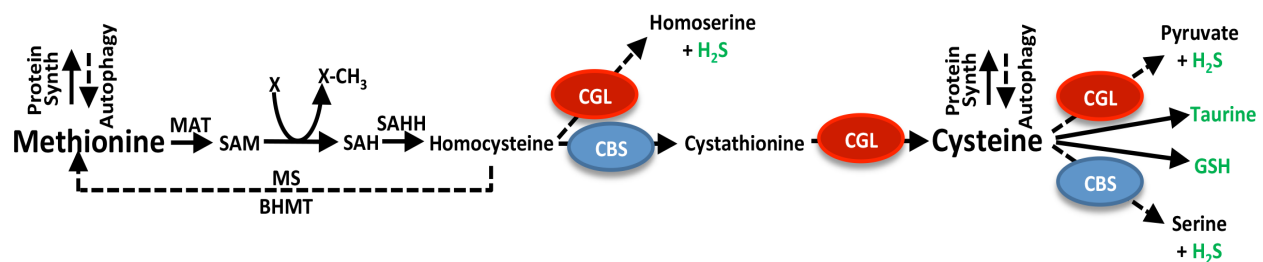 Protein
Synth
Autophagy
Methionine
MAT
SAM
X
X-CH₃
SAH
SAHH
Homocysteine
MS
BHMT
CGL
Homoserine
+ H₂S
CBS
Cystathionine
CGL
Protein
Synth
Autophagy
Cysteine
CGL
Pyruvate
+ H₂S
Taurine
GSH
CBS
Serine
+ H₂S